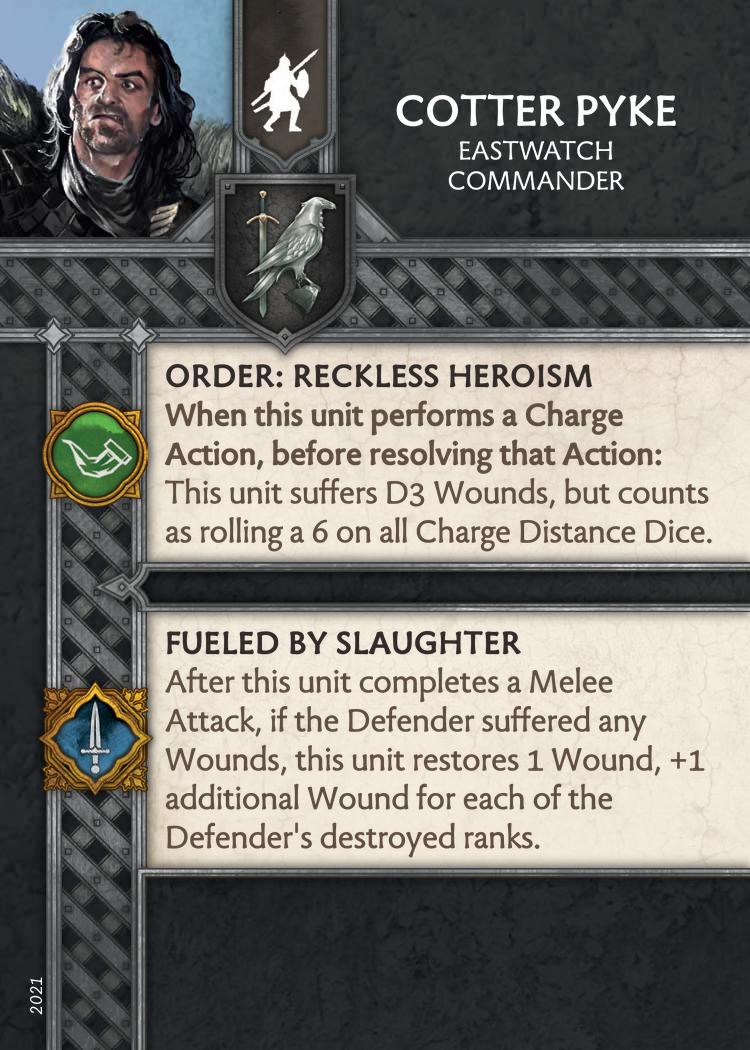 COTTER PYKE
EASTWATCH
COMMANDER
ORDER: RECKLESS HEROISM
When this unit performs a Charge
Action, before resolving that Action:
This unit suffers D3 Wounds, but counts
as rolling a 6 on all Charge Distance Dice.
FUELED BY SLAUGHTER
After this unit completes a Melee
Attack, if the Defender suffered any
Wounds, this unit restores 1 Wound, +1
additional Wound for each of the
Defender's destroyed ranks.
2021